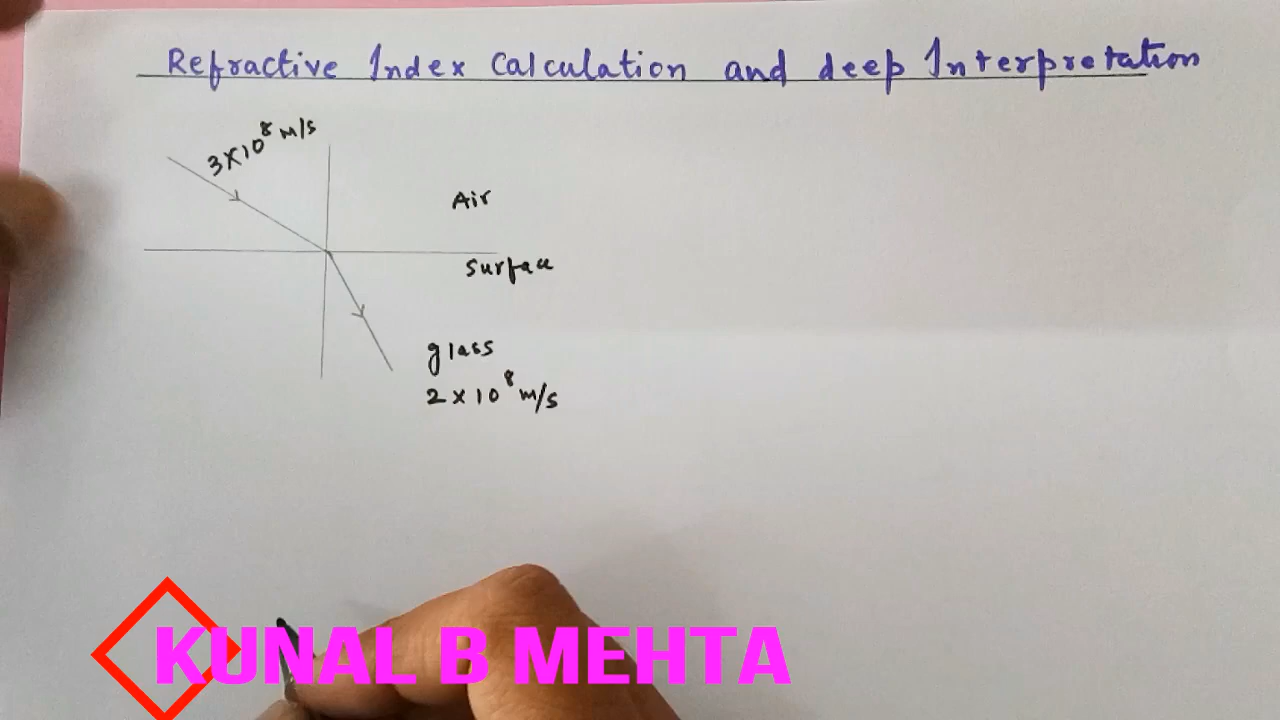 Refractive Index Calculation and deep Interpretation
3×10⁸ m/s
Air
surface
glass
2×10⁸ m/s
KUNAL B MEHTA